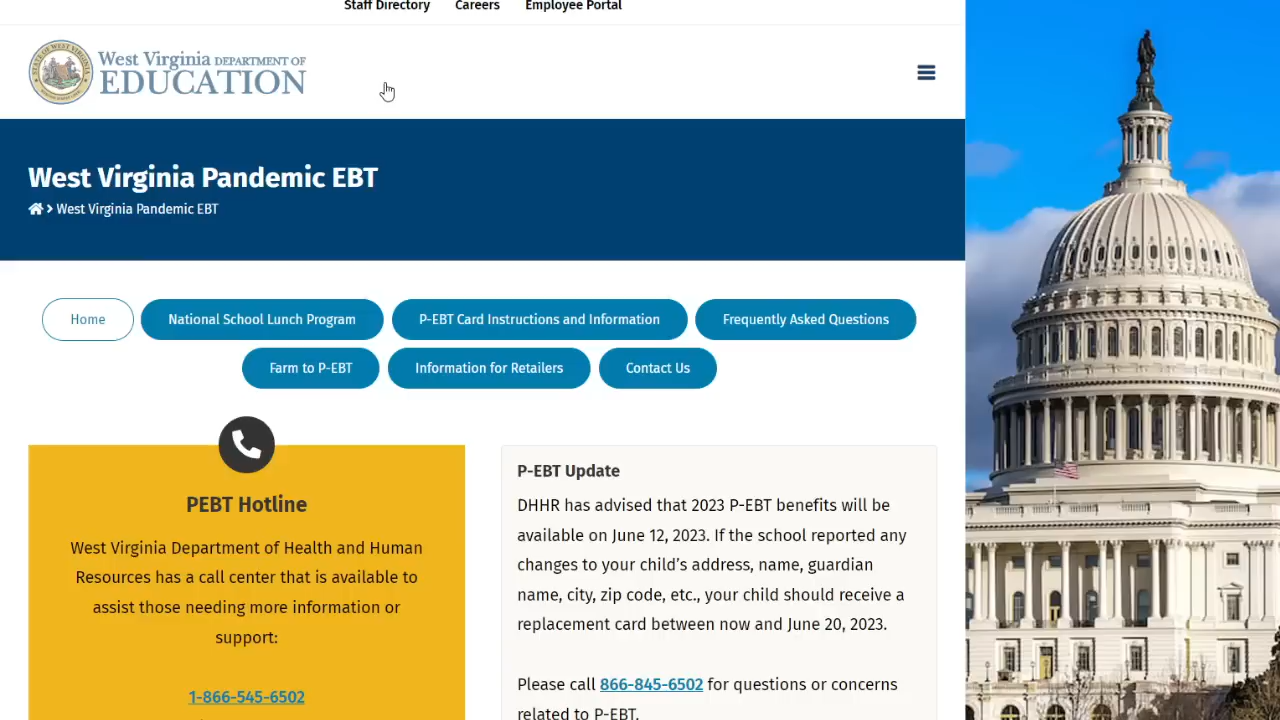 Staff Directory Careers Employee Portal
West Virginia DEPARTMENT OF
EDUCATION
West Virginia Pandemic EBT
West Virginia Pandemic EBT
Home National School Lunch Program P-EBT Card Instructions and Information Frequently Asked Questions
Farm to P-EBT Information for Retailers Contact Us
PEBT Hotline
West Virginia Department of Health and Human
Resources has a call center that is available to
assist those needing more information or
support:
1-866-545-6502
P-EBT Update
DHHR has advised that 2023 P-EBT benefits will be
available on June 12, 2023. If the school reported any
changes to your child's address, name, guardian
name, city, zip code, etc., your child should receive a
replacement card between now and June 20, 2023.
Please call 866-845-6502 for questions or concerns
related to P-EBT.